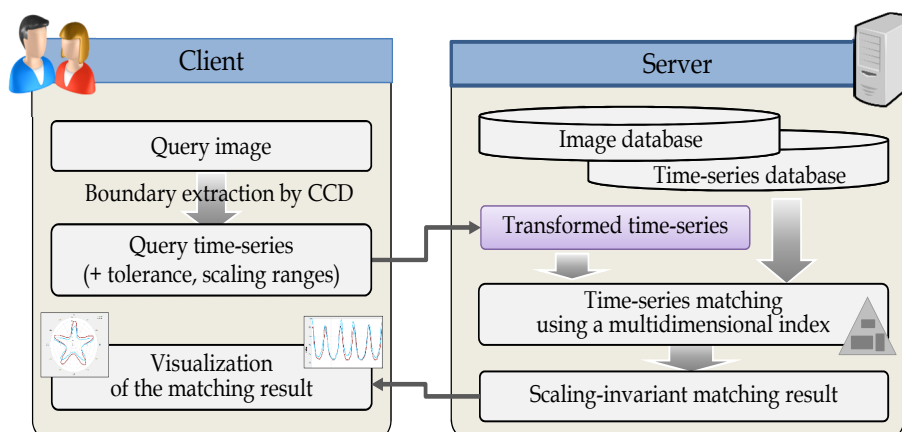 Client
Query image
Boundary extraction by CCD
Query time-series
(+ tolerance, scaling ranges)
Visualization
of the matching result
Server
Image database
Time-series database
Transformed time-series
Time-series matching
using a multidimensional index
Scaling-invariant matching result